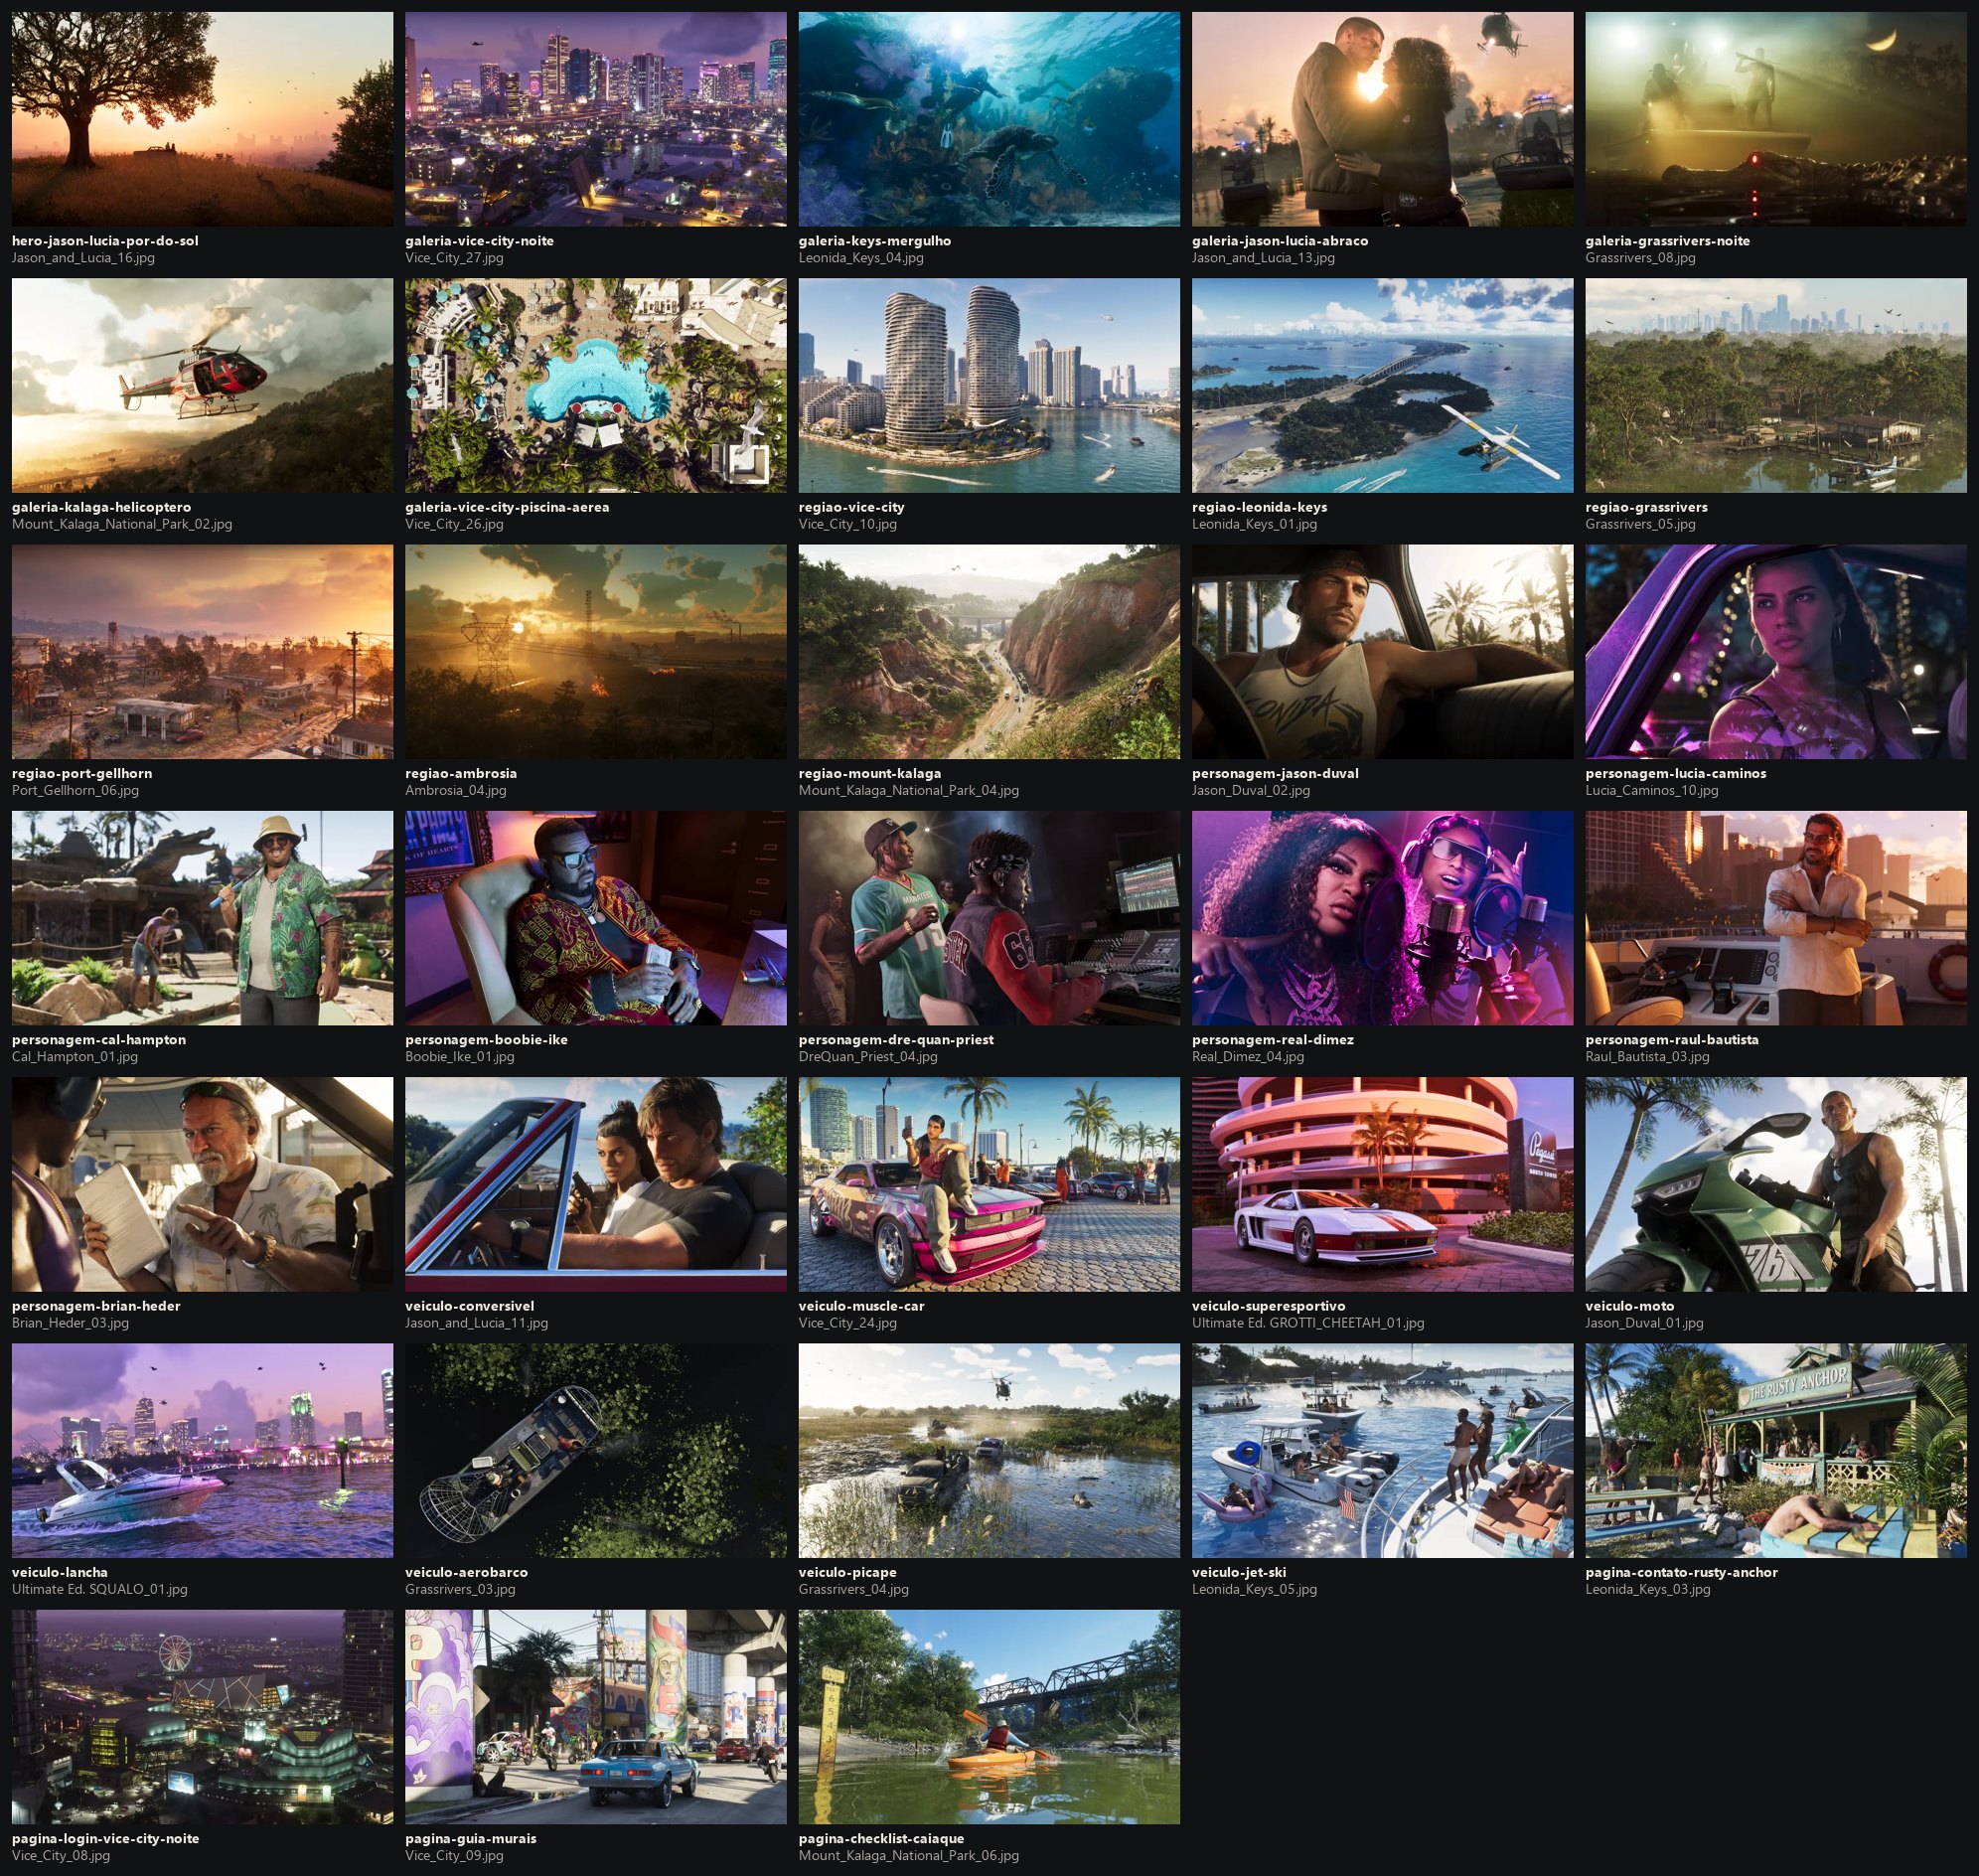 hero-jason-lucia-por-do-sol
Jason_and_Lucia_16.jpg
galeria-vice-city-noite
Vice_City_27.jpg
galeria-keys-mergulho
Leonida_Keys_04.jpg
galeria-jason-lucia-abraco
Jason_and_Lucia_13.jpg
galeria-grassrivers-noite
Grassrivers_08.jpg
galeria-kalaga-helicoptero
Mount_Kalaga_National_Park_02.jpg
galeria-vice-city-piscina-aerea
Vice_City_26.jpg
regiao-vice-city
Vice_City_10.jpg
regiao-leonida-keys
Leonida_Keys_01.jpg
regiao-grassrivers
Grassrivers_05.jpg
regiao-port-gellhorn
Port_Gellhorn_06.jpg
regiao-ambrosia
Ambrosia_04.jpg
regiao-mount-kalaga
Mount_Kalaga_National_Park_04.jpg
personagem-jason-duval
Jason_Duval_02.jpg
personagem-lucia-caminos
Lucia_Caminos_10.jpg
K OF HEARTS
personagem-cal-hampton
Cal_Hampton_01.jpg
personagem-boobie-ike
Boobie_Ike_01.jpg
personagem-dre-quan-priest
DreQuan_Priest_04.jpg
personagem-real-dimez
Real_Dimez_04.jpg
personagem-raul-bautista
Raul_Bautista_03.jpg
Pegassi
SOUTH TOWER
personagem-brian-heder
Brian_Heder_03.jpg
veiculo-conversivel
Jason_and_Lucia_11.jpg
veiculo-muscle-car
Vice_City_24.jpg
veiculo-superesportivo
Ultimate Ed. GROTTI_CHEETAH_01.jpg
veiculo-moto
Jason_Duval_01.jpg
THE RUSTY ANCHOR
veiculo-lancha
Ultimate Ed. SQUALO_01.jpg
veiculo-aerobarco
Grassrivers_03.jpg
veiculo-picape
Grassrivers_04.jpg
veiculo-jet-ski
Leonida_Keys_05.jpg
pagina-contato-rusty-anchor
Leonida_Keys_03.jpg
pagina-login-vice-city-noite
Vice_City_08.jpg
pagina-guia-murais
Vice_City_09.jpg
pagina-checklist-caiaque
Mount_Kalaga_National_Park_06.jpg